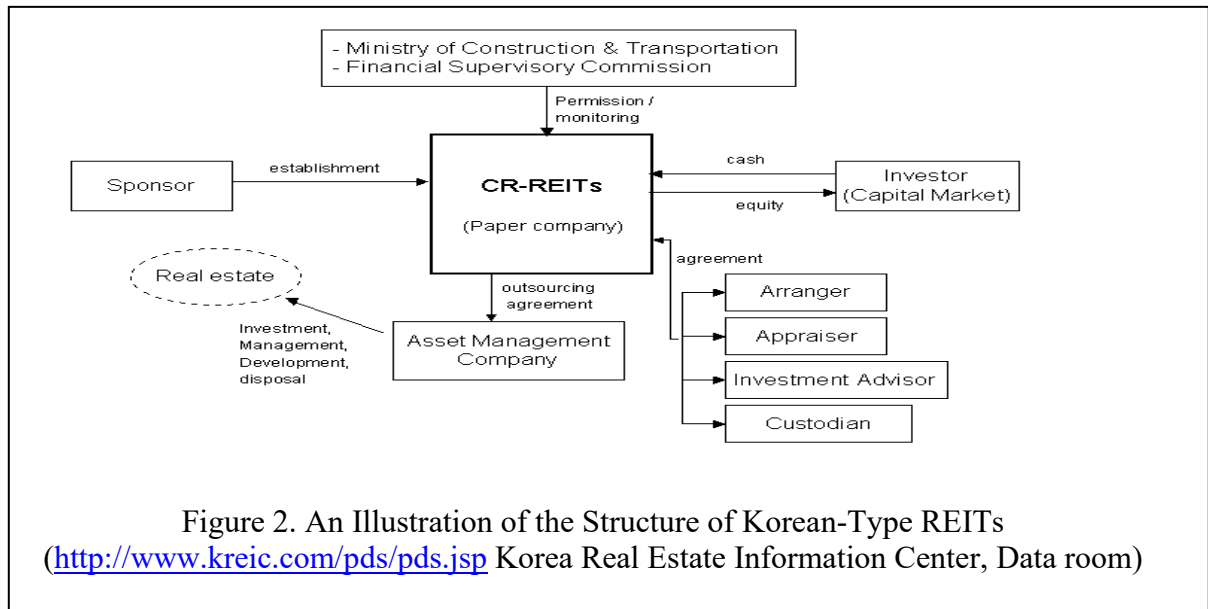 - Ministry of Construction & Transportation
- Financial Supervisory Commission
Permission /
monitoring
Sponsor
establishment
CR-REITs
(Paper company)
cash
equity
Investor
(Capital Market)
agreement
Real estate
outsourcing
agreement
Investment,
Management,
Development,
disposal
Asset Management
Company
Arranger
Appraiser
Investment Advisor
Custodian
Figure 2. An Illustration of the Structure of Korean-Type REITs
(http://www.kreic.com/pds/pds.jsp Korea Real Estate Information Center, Data room)